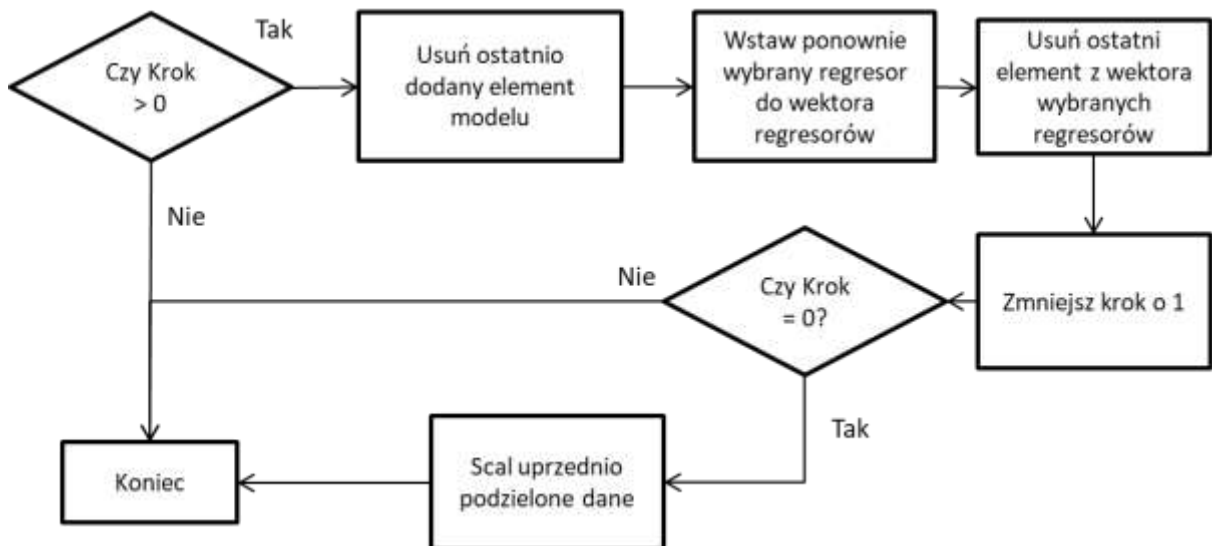 Czy Krok
> 0
Tak
Usuń ostatnio
dodany element
modelu
Wstaw ponownie
wybrany regresor
do wektora
regresorów
Usuń ostatni
element z wektora
wybranych
regresorów
Nie
Zmniejsz krok o 1
Czy Krok
= 0?
Nie
Tak
Scal uprzednio
podzielone dane
Koniec